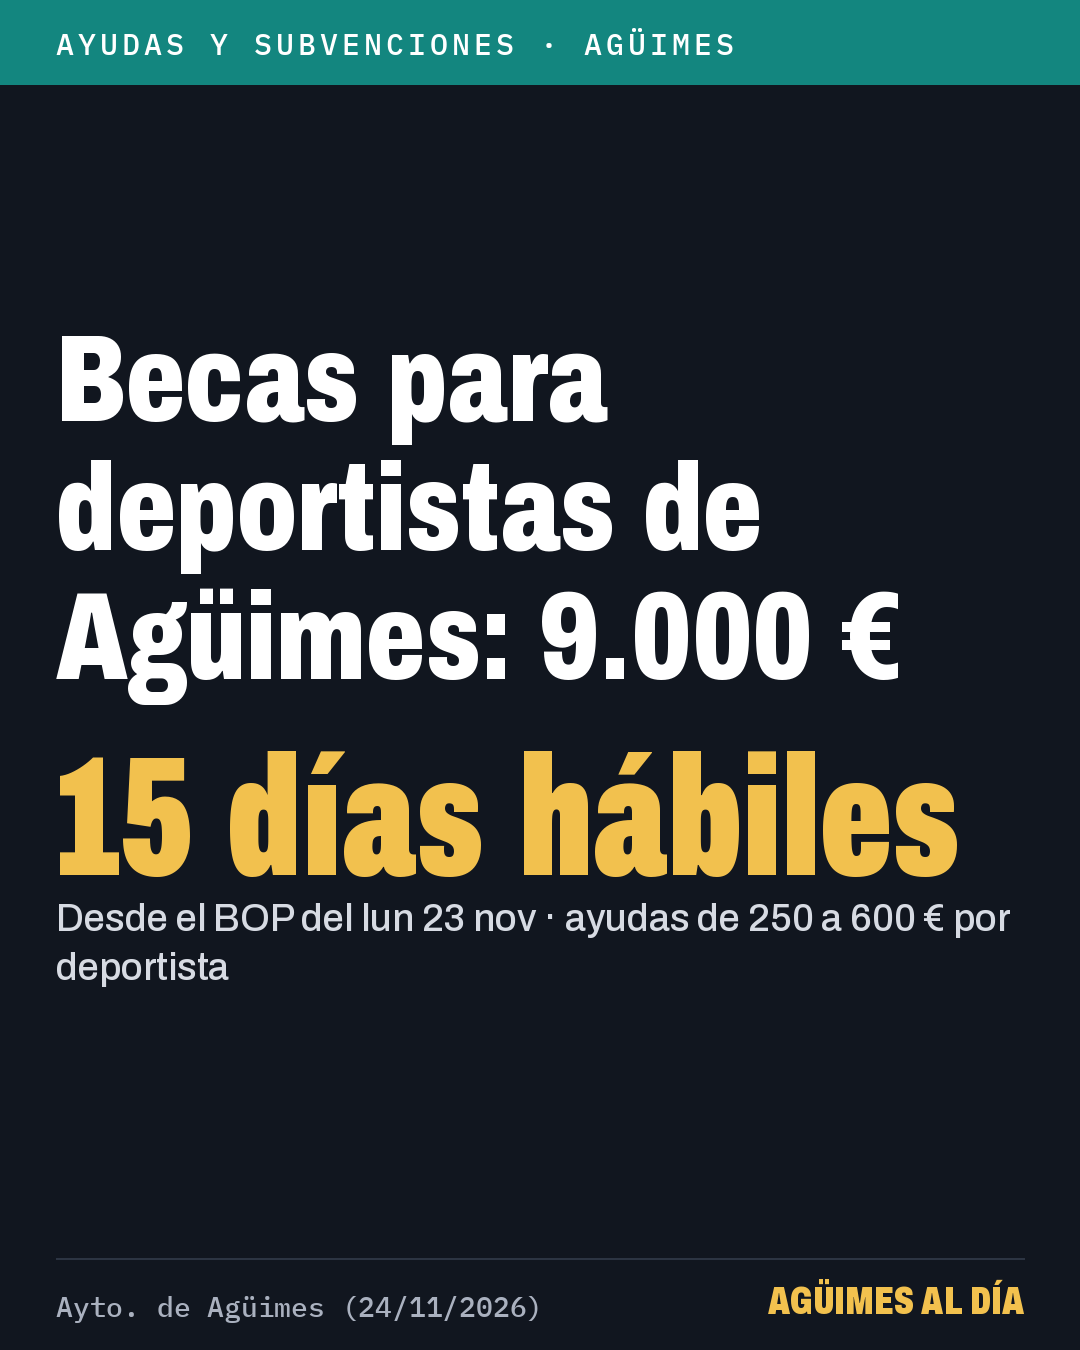 AYUDAS Y SUBVENCIONES · AGÜIMES
Becas para
deportistas de
Agüimes: 9.000 €
15 días hábiles
Desde el BOP del lun 23 nov · ayudas de 250 a 600 € por
deportista
Ayto. de Agüimes (24/11/2026)
AGÜIMES AL DÍA